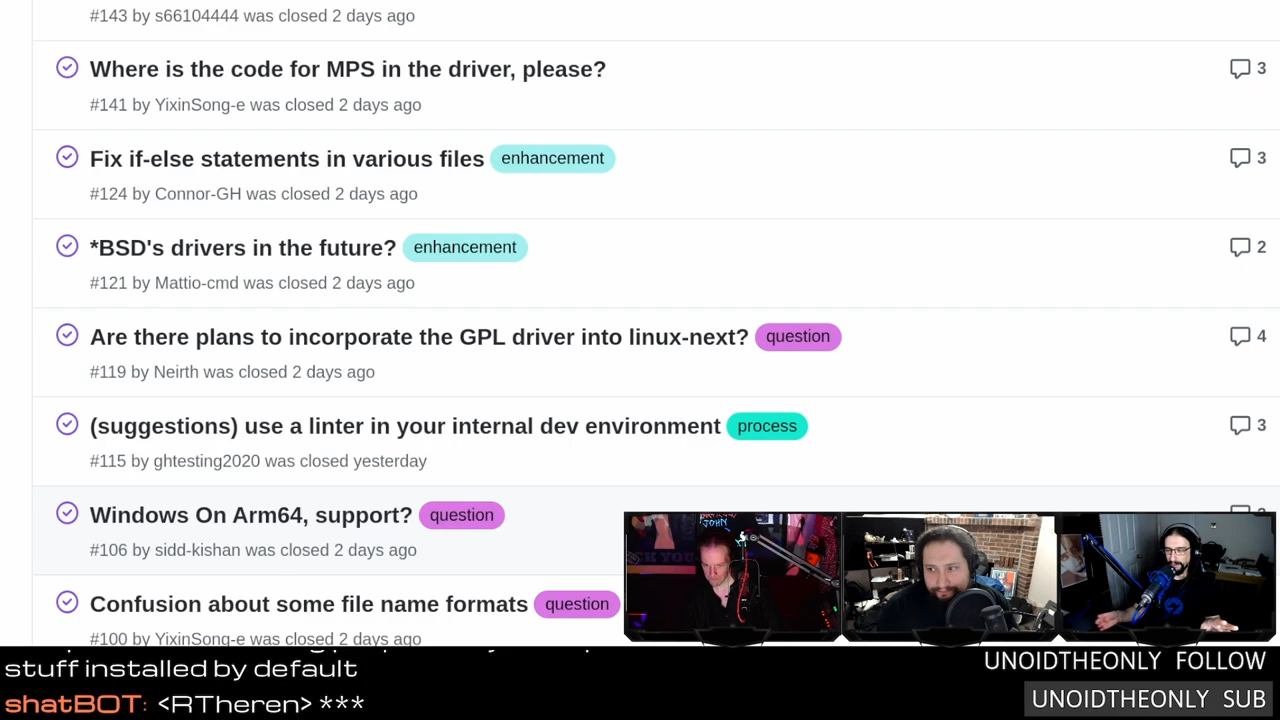 #143 by s66104444 was closed 2 days ago
Where is the code for MPS in the driver, please?
3
#141 by YixinSong-e was closed 2 days ago
Fix if-else statements in various files enhancement
3
#124 by Connor-GH was closed 2 days ago
*BSD's drivers in the future? enhancement
2
#121 by Mattio-cmd was closed 2 days ago
Are there plans to incorporate the GPL driver into linux-next? question
4
#119 by Neirth was closed 2 days ago
(suggestions) use a linter in your internal dev environment process
3
#115 by ghtesting2020 was closed yesterday
Windows On Arm64, support? question
#106 by sidd-kishan was closed 2 days ago
Confusion about some file name formats question
#100 by YixinSong-e was closed 2 days ago
JOHN
stuff installed by default
shatBOT: <RTheren> ***
UNOIDTHEONLY FOLLOW
UNOIDTHEONLY SUB